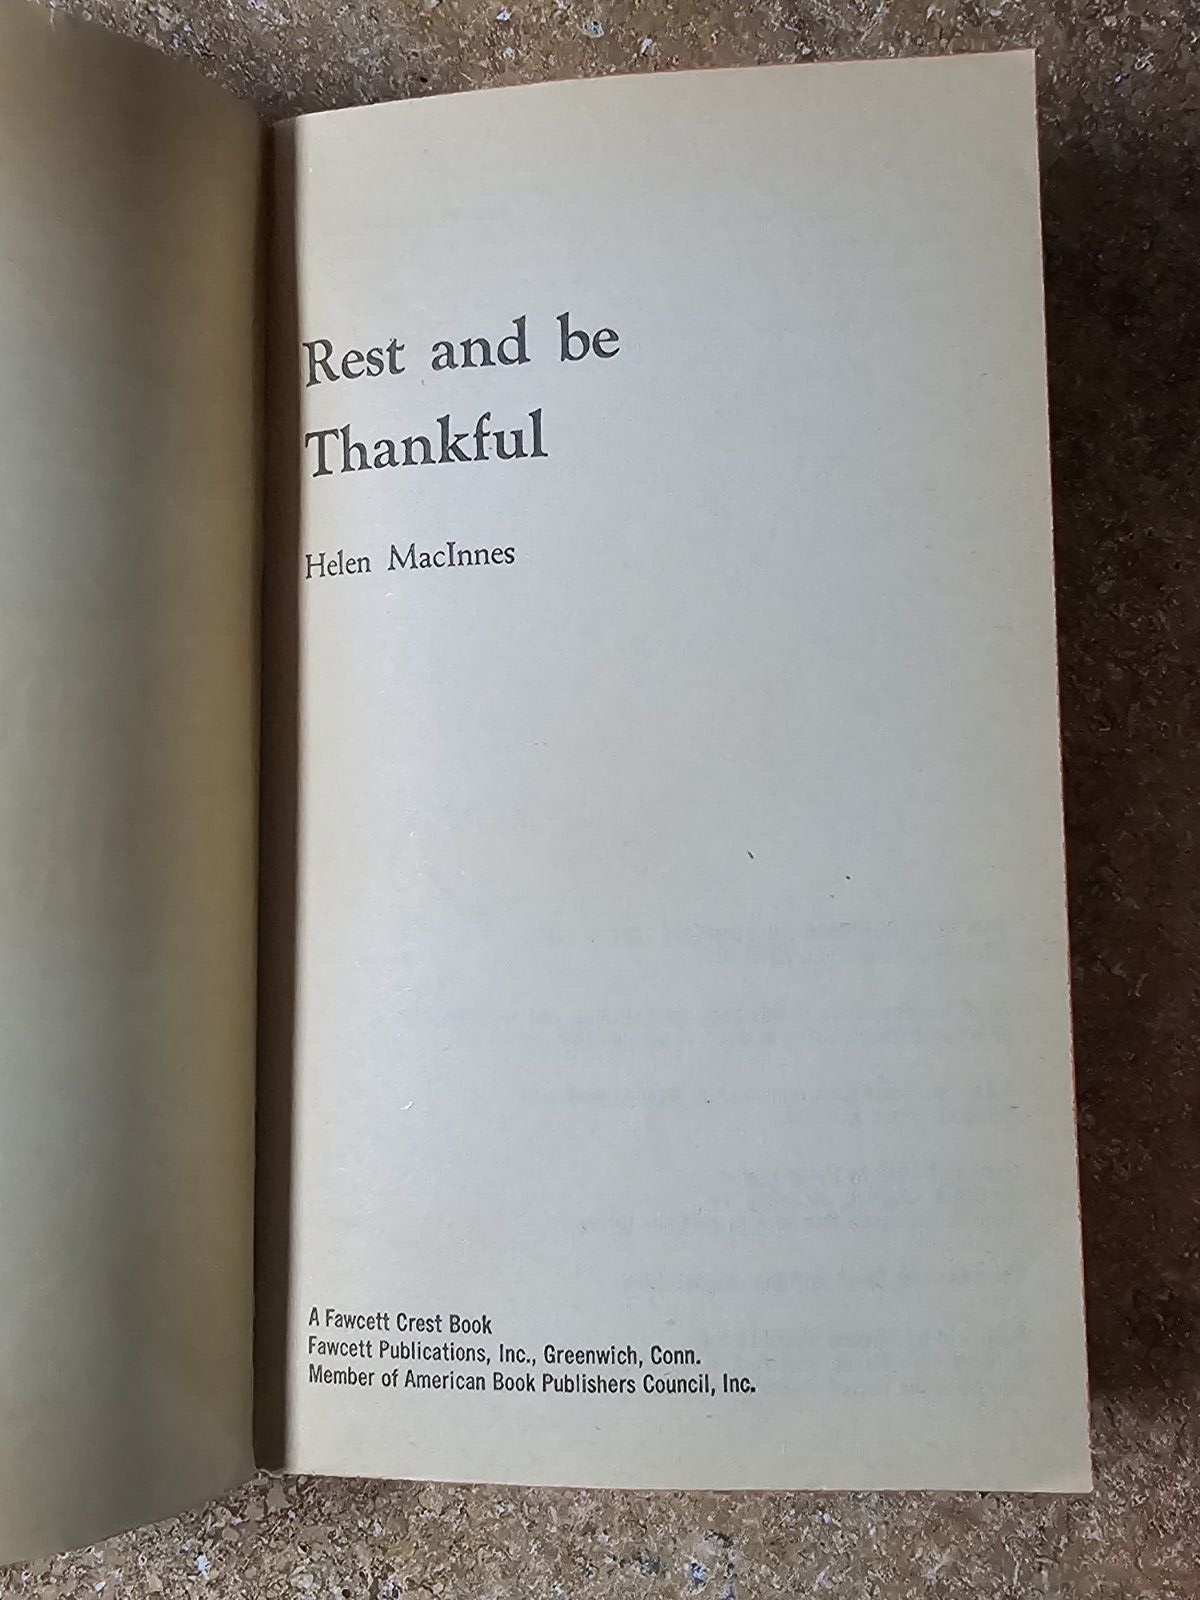 Rest and be
Thankful
Helen MacInnes
A Fawcett Crest Book
Fawcett Publications, Inc., Greenwich, Conn.
Member of American Book Publishers Council, Inc.